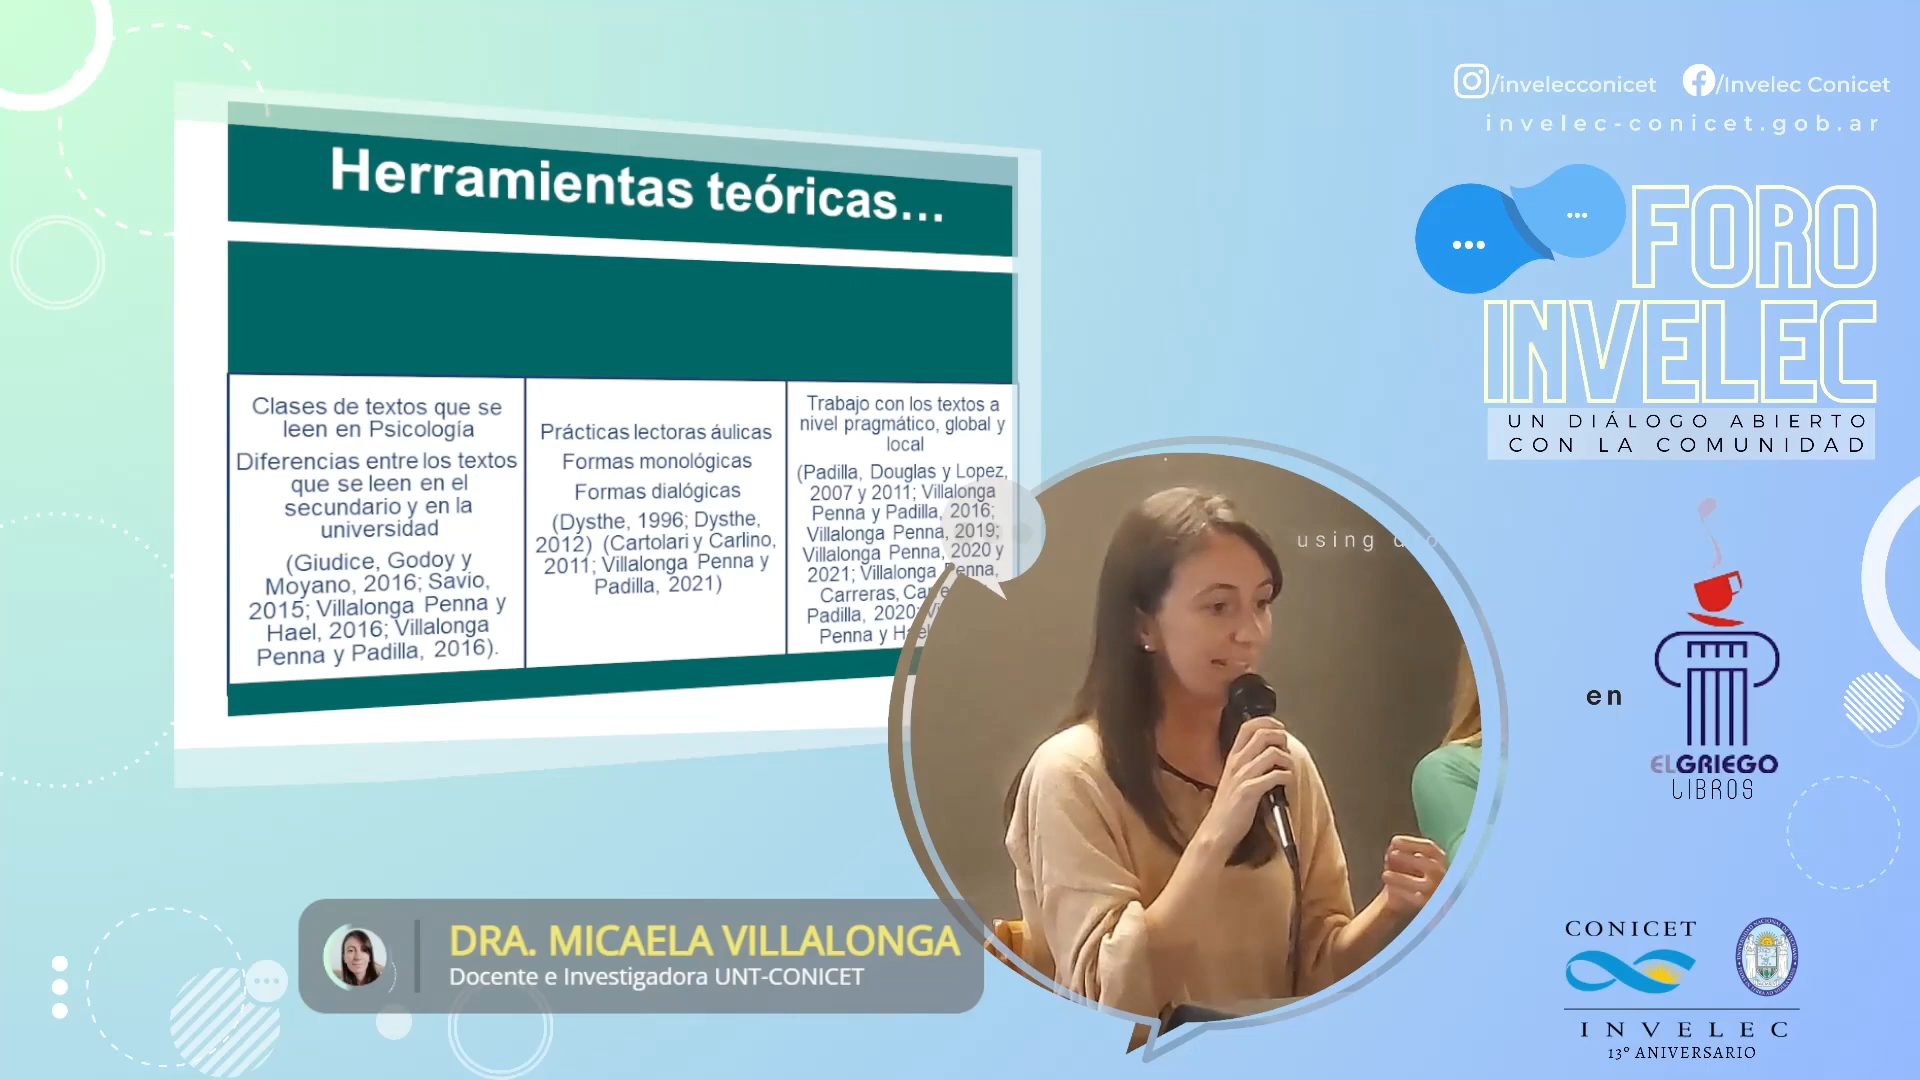 /invelecconicet /Invelec Conicet
invelec-conicet.gob.ar
FORO
INVELEC
UN DIÁLOGO ABIERTO
CON LA COMUNIDAD
Herramientas teóricas...
Clases de textos que se
leen en Psicología
Diferencias entre los textos
que se leen en el
secundario y en la
universidad
(Giudice, Godoy y
Moyano, 2016; Savio,
2015; Villalonga Penna y
Hael, 2016; Villalonga
Penna y Padilla, 2016).
Prácticas lectoras áulicas
Formas monológicas
Formas dialógicas
(Dysthe, 1996; Dysthe,
2012) (Cartolari y Carlino,
2011; Villalonga Penna y
Padilla, 2021)
Trabajo con los textos a
nivel pragmático, global y
local
(Padilla, Douglas y Lopez,
2007 y 2011; Villalonga
Penna y Padilla, 2016;
Villalonga Penna, 2019;
Villalonga Penna, 2020 y
2021; Villalonga Penna,
Carreras,
Padilla, 2020;
Penna y
using
en
ELGRIEGO
LIBROS
DRA. MICAELA VILLALONGA
Docente e Investigadora UNT-CONICET
CONICET
INVELEC
13º ANIVERSARIO